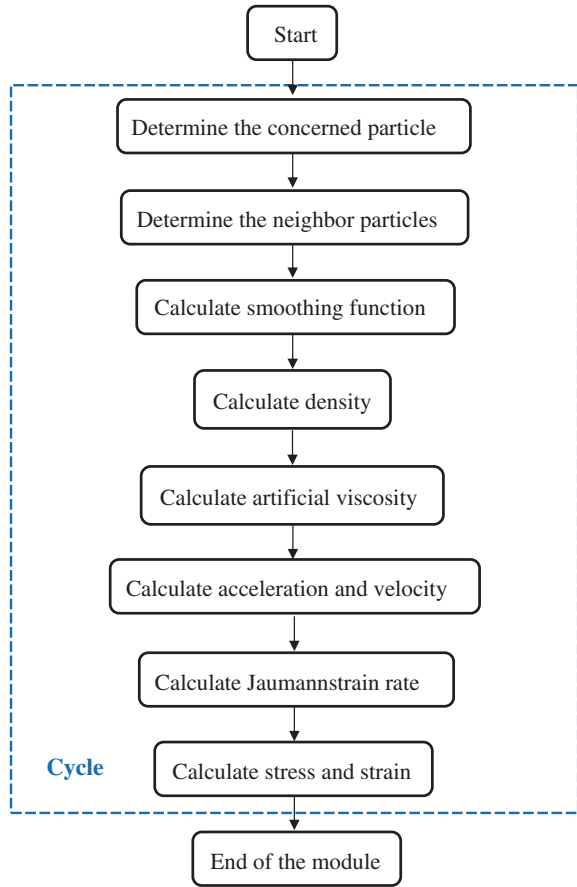 Start
Determine the concerned particle
Determine the neighbor particles
Calculate smoothing function
Calculate density
Calculate artificial viscosity
Calculate acceleration and velocity
Calculate Jaumannstrain rate
Calculate stress and strain
Cycle
End of the module